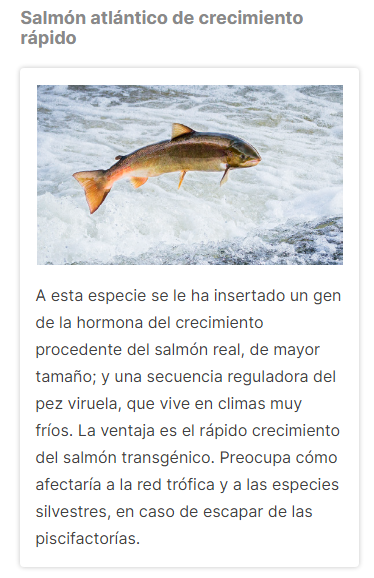 Salmón atlántico de crecimiento
rápido
A esta especie se le ha insertado un gen
de la hormona del crecimiento
procedente del salmón real, de mayor
tamaño; y una secuencia reguladora del
pez viruela, que vive en climas muy
fríos. La ventaja es el rápido crecimiento
del salmón transgénico. Preocupa cómo
afectaría a la red trófica y a las especies
silvestres, en caso de escapar de las
piscifactorías.